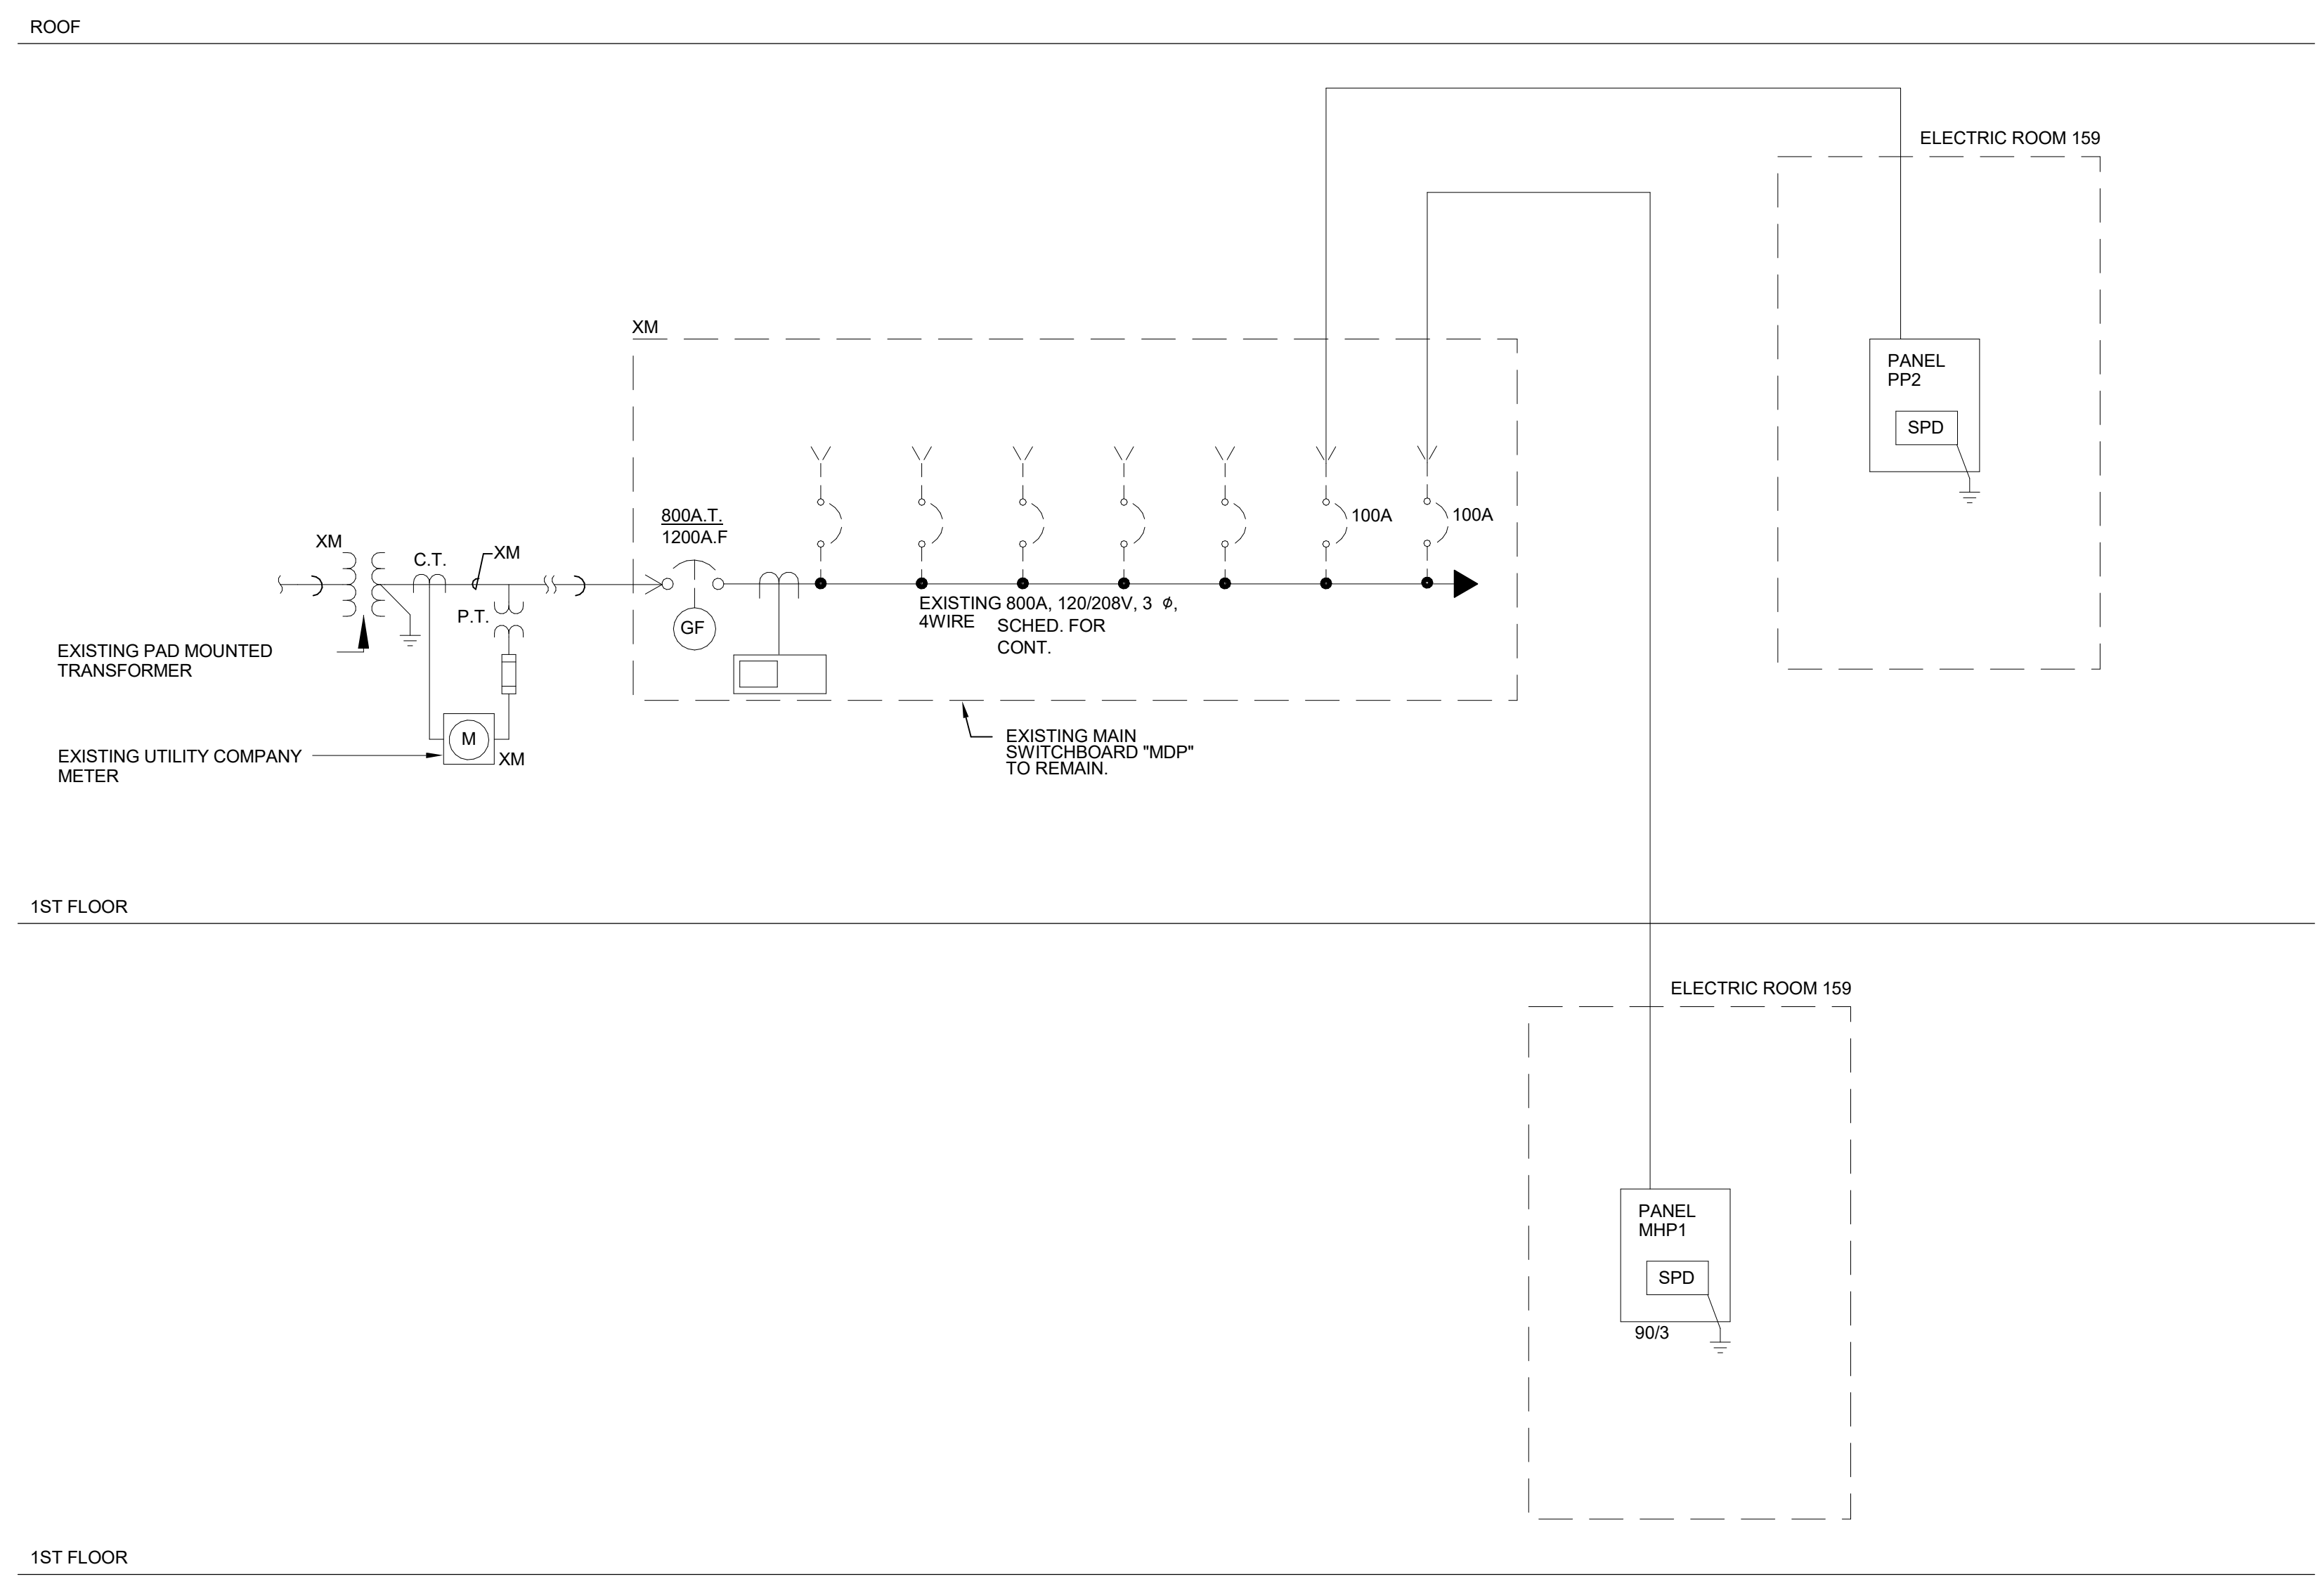 ROOF
ELECTRIC ROOM 159
XM
PANEL
PP2
SPD
800A.T.
1200A.F
100A
100A
XM
C.T.
XM
P.T.
GF
EXISTING 800A, 120/208V, 3 ϕ,
4WIRE
SCHED. FOR
CONT.
EXISTING PAD MOUNTED
TRANSFORMER
M
XM
EXISTING UTILITY COMPANY
METER
EXISTING MAIN
SWITCHBOARD "MDP"
TO REMAIN.
1ST FLOOR
ELECTRIC ROOM 159
PANEL
MHP1
SPD
90/3
1ST FLOOR